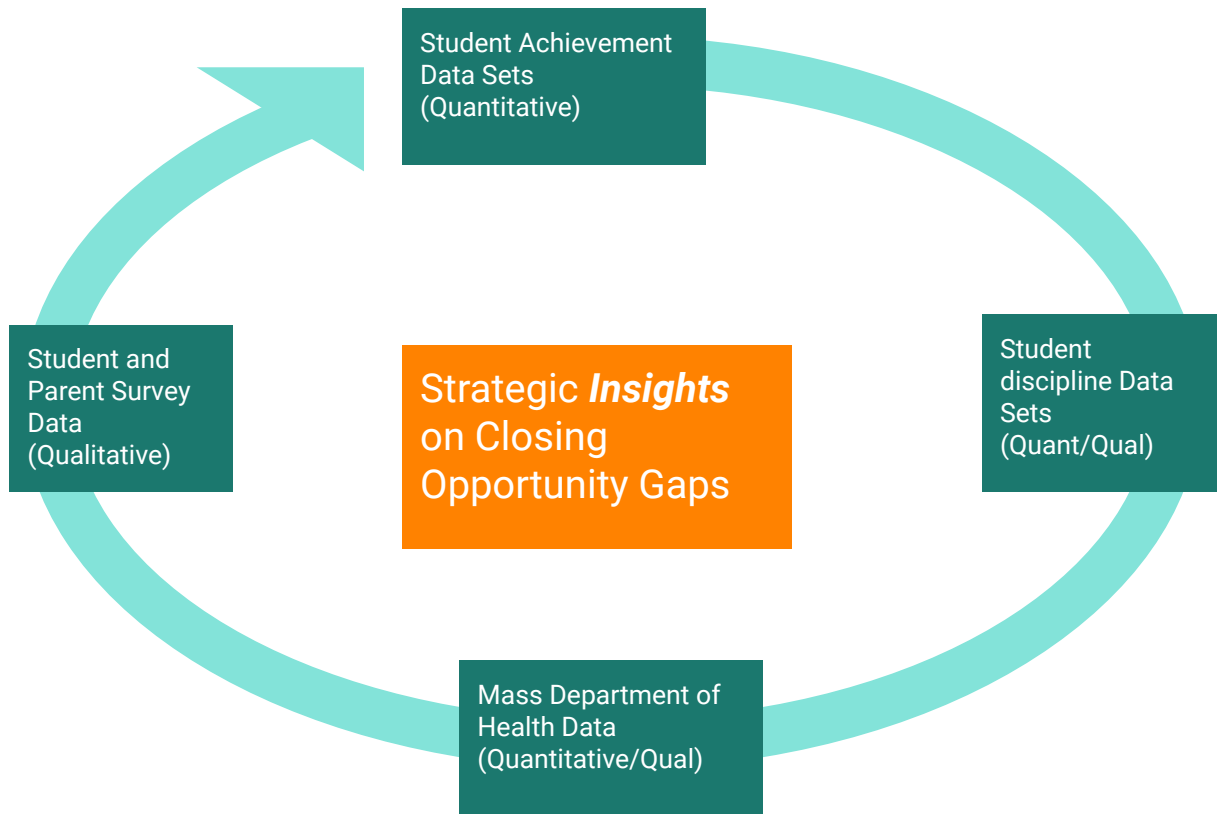 Student Achievement
Data Sets
(Quantitative)
Student
discipline Data
Sets
(Quant/Qual)
Mass Department of
Health Data
(Quantitative/Qual)
Student and
Parent Survey
Data
(Qualitative)
Strategic Insights
on Closing
Opportunity Gaps